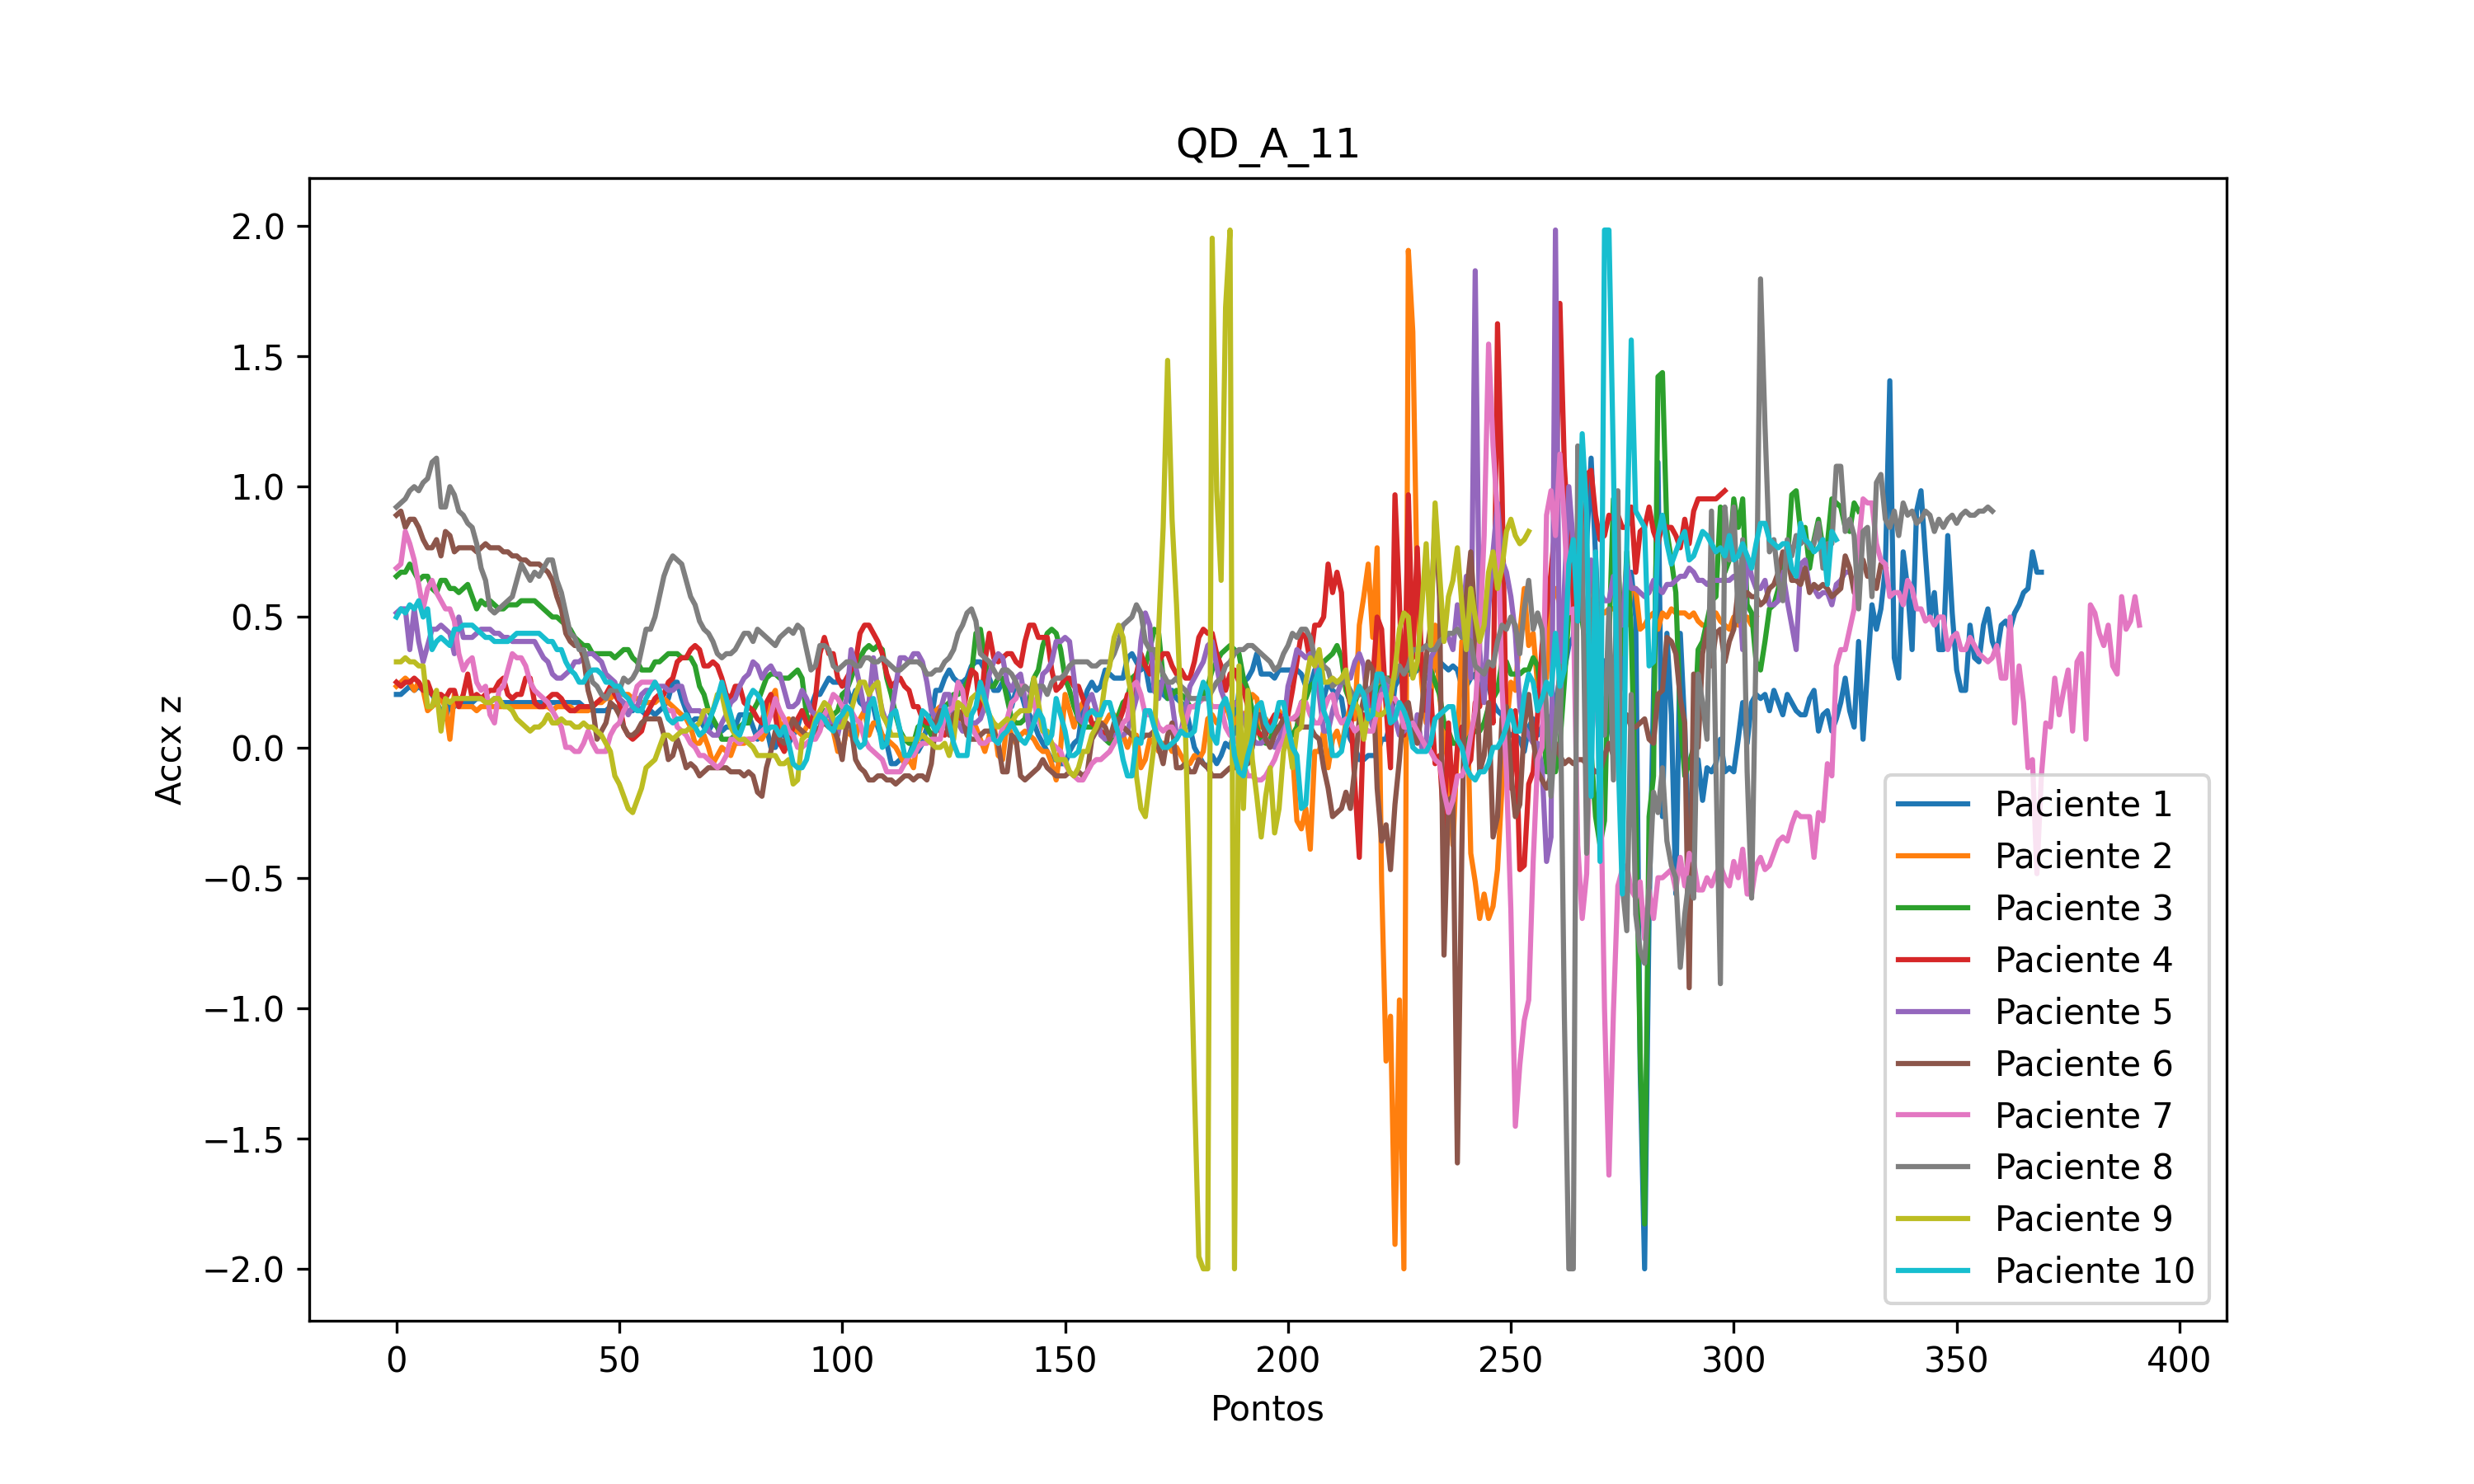 QD_A_11
Accx z
2.0
1.5
1.0
0.5
0.0
−0.5
−1.0
−1.5
−2.0
0 50 100 150 200 250 300 350 400
Pontos
Paciente 1
Paciente 2
Paciente 3
Paciente 4
Paciente 5
Paciente 6
Paciente 7
Paciente 8
Paciente 9
Paciente 10